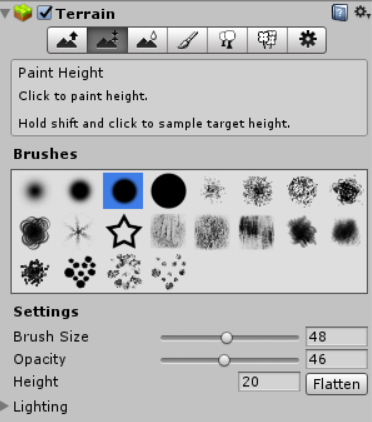 Terrain
Paint Height
Click to paint height.
Hold shift and click to sample target height.
Brushes
Settings
Brush Size 48
Opacity 46
Height 20 Flatten
Lighting